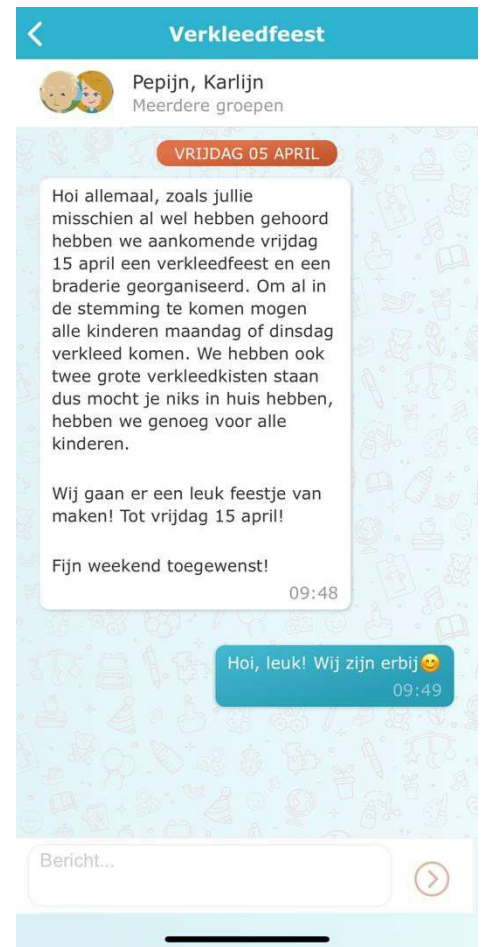 Verkleedfeest
Pepijn, Karlijn
Meerdere groepen
VRIJDAG 05 APRIL
Hoi allemaal, zoals jullie
misschien al wel hebben gehoord
hebben we aankomende vrijdag
15 april een verkleedfeest en een
braderie georganiseerd. Om al in
de stemming te komen mogen
alle kinderen maandag of dinsdag
verkleed komen. We hebben ook
twee grote verkleedkisten staan
dus mocht je niks in huis hebben,
hebben we genoeg voor alle
kinderen.
Wij gaan er een leuk feestje van
maken! Tot vrijdag 15 april!
Fijn weekend toegewenst!
09:48
Hoi, leuk! Wij zijn erbij😊
09:49
Bericht...